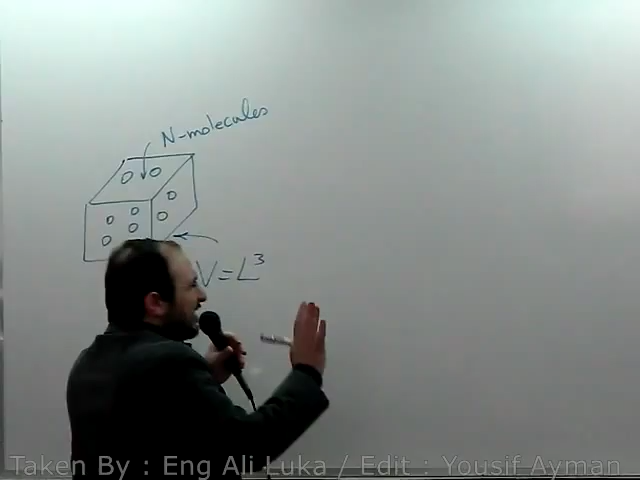 N-molecules
V=L³
Taken By : Eng Ali Luka / Edit : Yousif Ayman